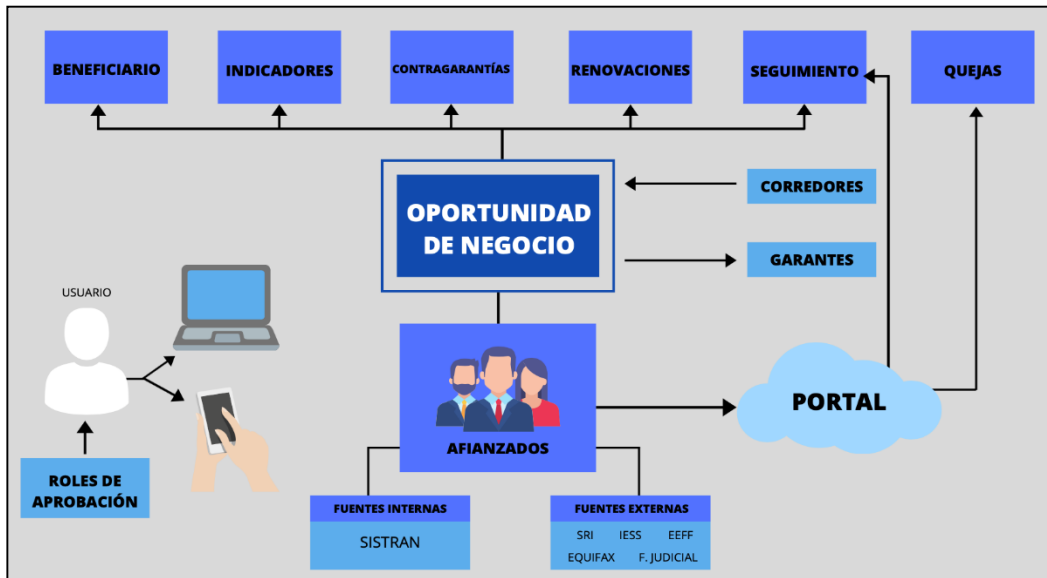 BENEFICIARIO
INDICADORES
CONTRAGARANTÍAS
RENOVACIONES
SEGUIMIENTO
QUEJAS
OPORTUNIDAD
DE NEGOCIO
CORREDORES
GARANTES
USUARIO
ROLES DE
APROBACIÓN
AFIANZADOS
PORTAL
FUENTES INTERNAS
SISTRAN
FUENTES EXTERNAS
SRI IESS EEFF
EQUIFAX F. JUDICIAL